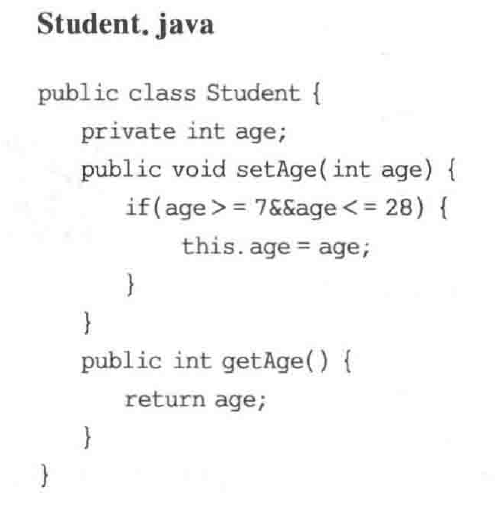 Student. java
public class Student {
private int age;
public void setAge(int age) {
if(age>= 7&&age<= 28) {
this. age = age;
}
}
public int getAge() {
return age;
}
}